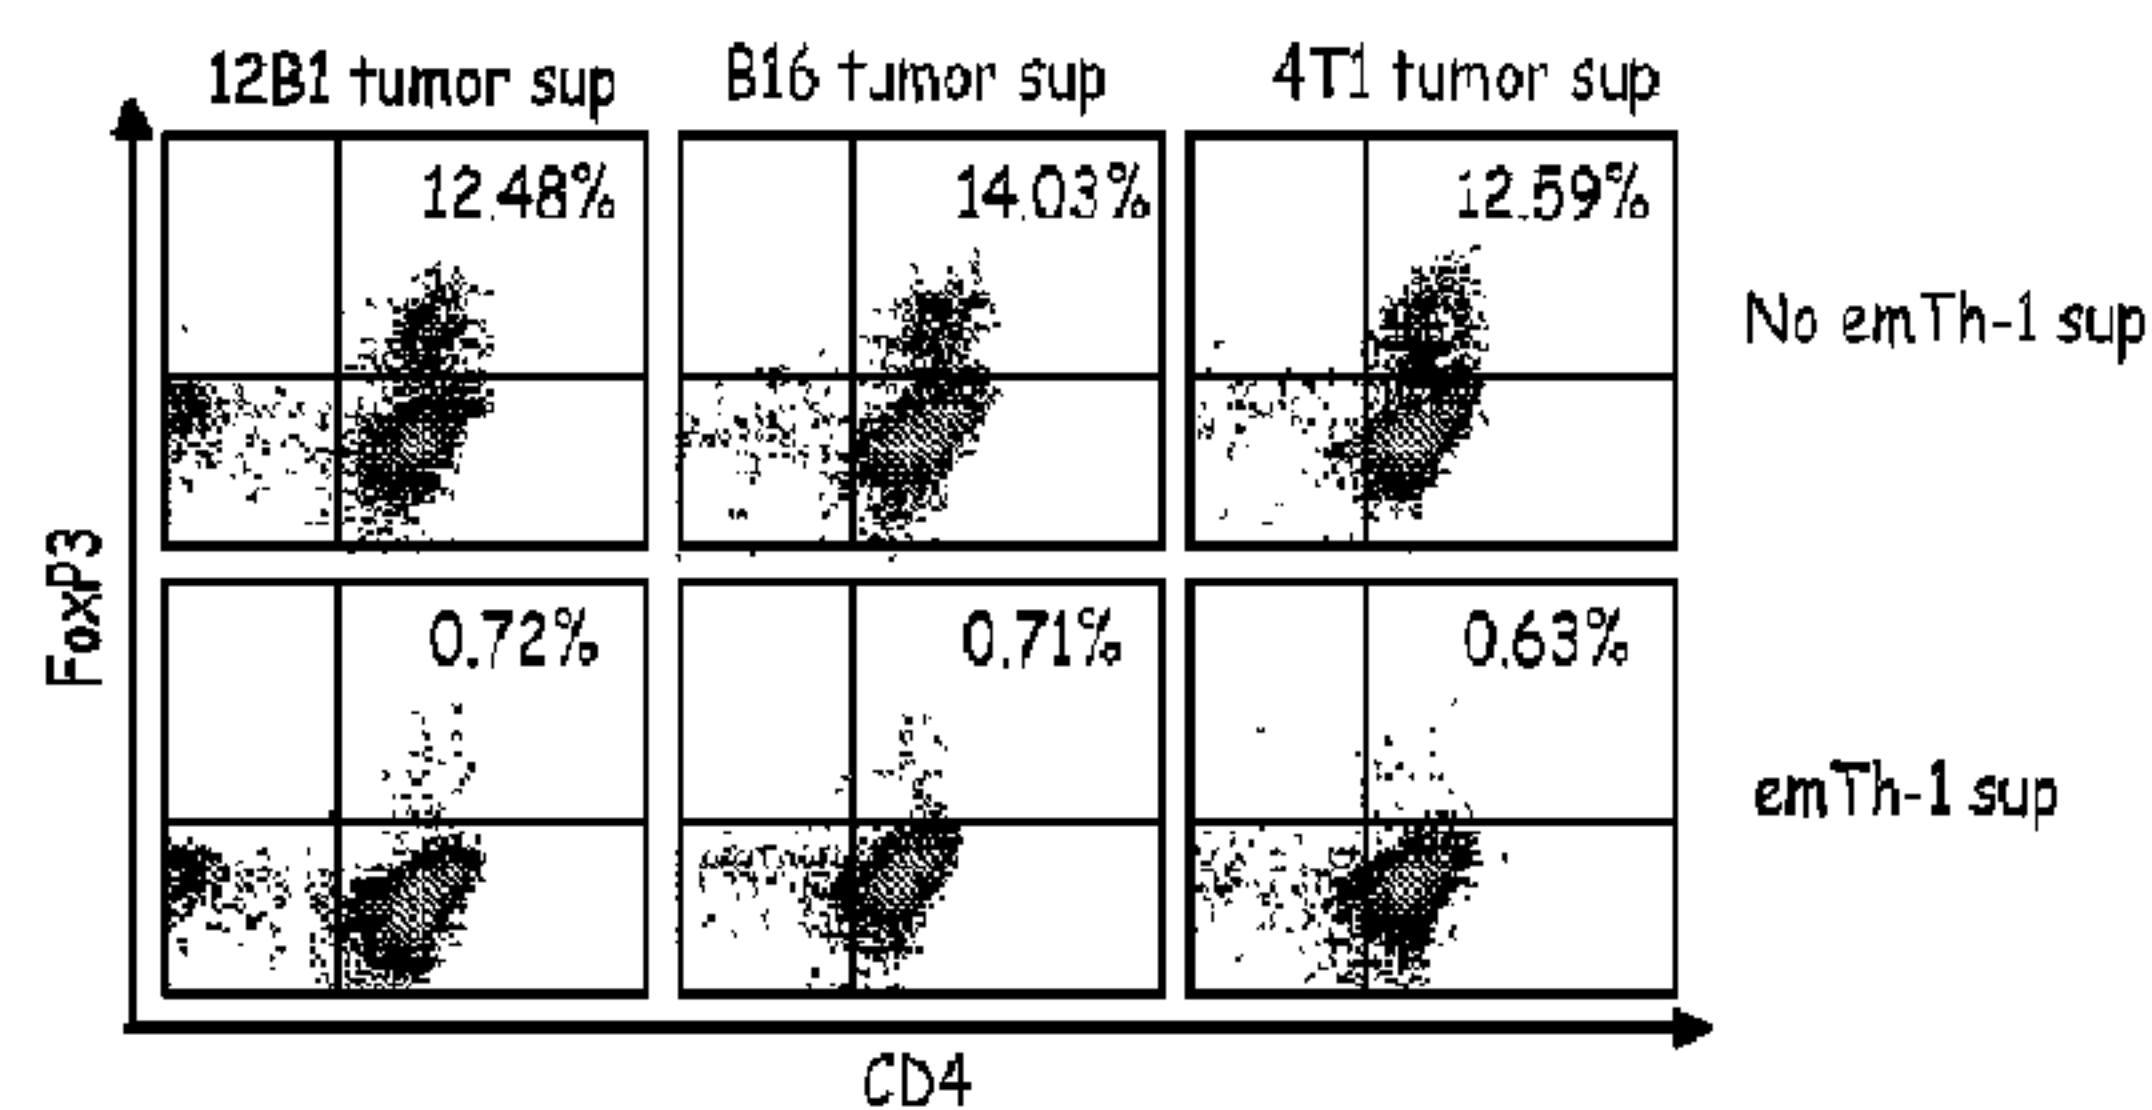 12B1 tumor sup
B16 tumor sup
4T1 tumor sup
12.48%
14.03%
12.59%
No emTh-1 sup
FoxP3
0.72%
0.71%
0.63%
emTh-1 sup
CD4